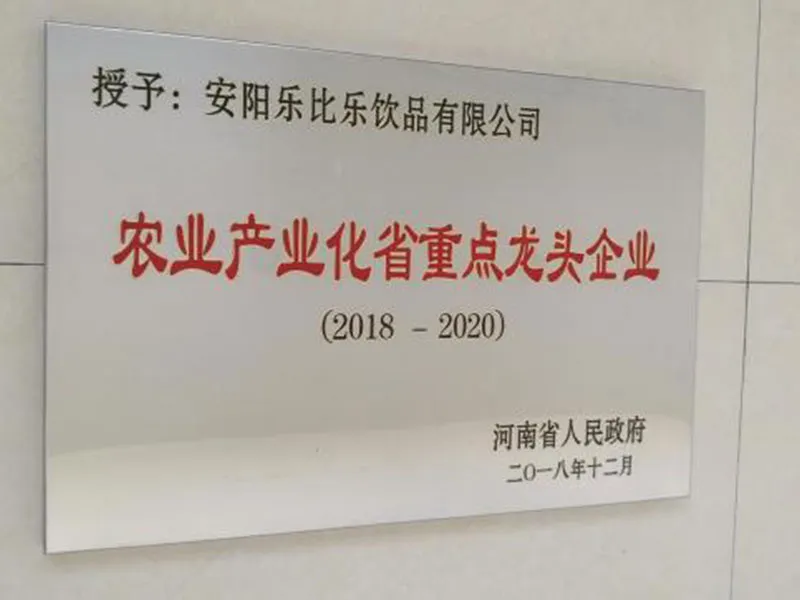 授予：安阳乐比乐饮品有限公司
农业产业化省重点龙头企业
(2018 - 2020)
河南省人民政府
二〇一八年十二月